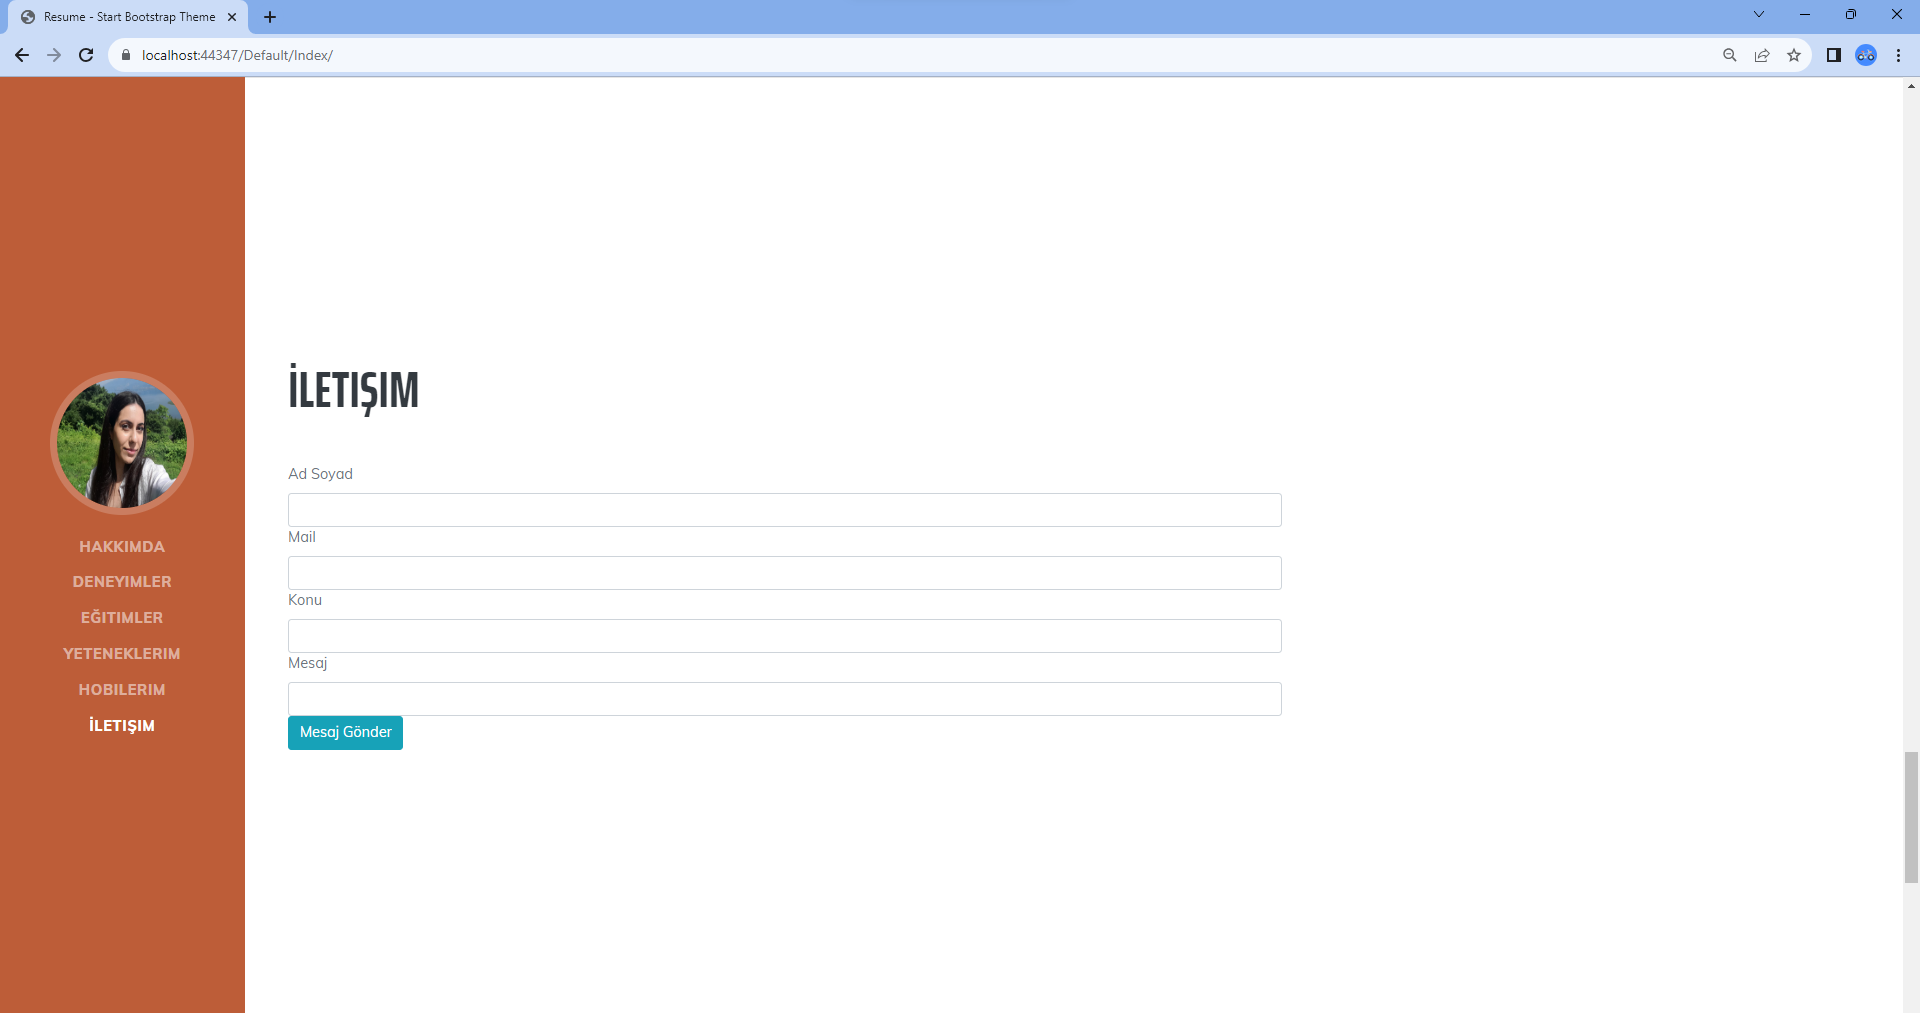 Resume - Start Bootstrap Theme
localhost:44347/Default/Index/
HAKKIMDA
DENEYIMLER
EĞITIMLER
YETENEKLERIM
HOBILERIM
İLETIŞIM
İLETIŞIM
Ad Soyad
Mail
Konu
Mesaj
Mesaj Gönder